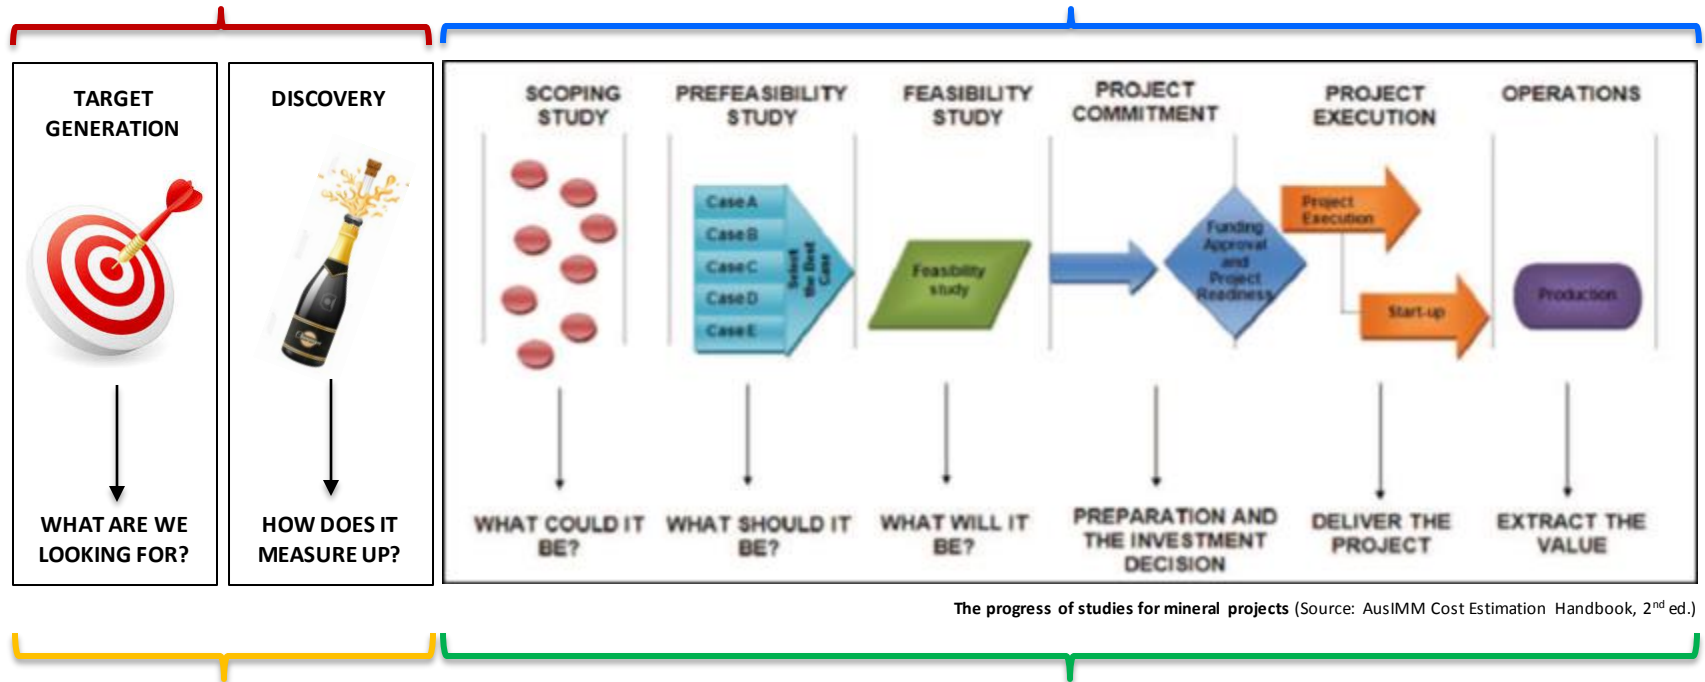 TARGET
GENERATION
WHAT ARE WE
LOOKING FOR?
DISCOVERY
HOW DOES IT
MEASURE UP?
SCOPING
STUDY
WHAT COULD IT
BE?
PREFEASIBILITY
STUDY
Case A
Case B
Case C
Case D
Case E
Select
the Best
Case
WHAT SHOULD IT
BE?
FEASIBILITY
STUDY
Feasibility
study
WHAT WILL IT
BE?
PROJECT
COMMITMENT
Funding
Approval
and
Project
Readiness
PREPARATION AND
THE INVESTMENT
DECISION
PROJECT
EXECUTION
Project
Execution
Start-up
DELIVER THE
PROJECT
OPERATIONS
Production
EXTRACT THE
VALUE
The progress of studies for mineral projects (Source: AusIMM Cost Estimation Handbook, 2nd ed.)